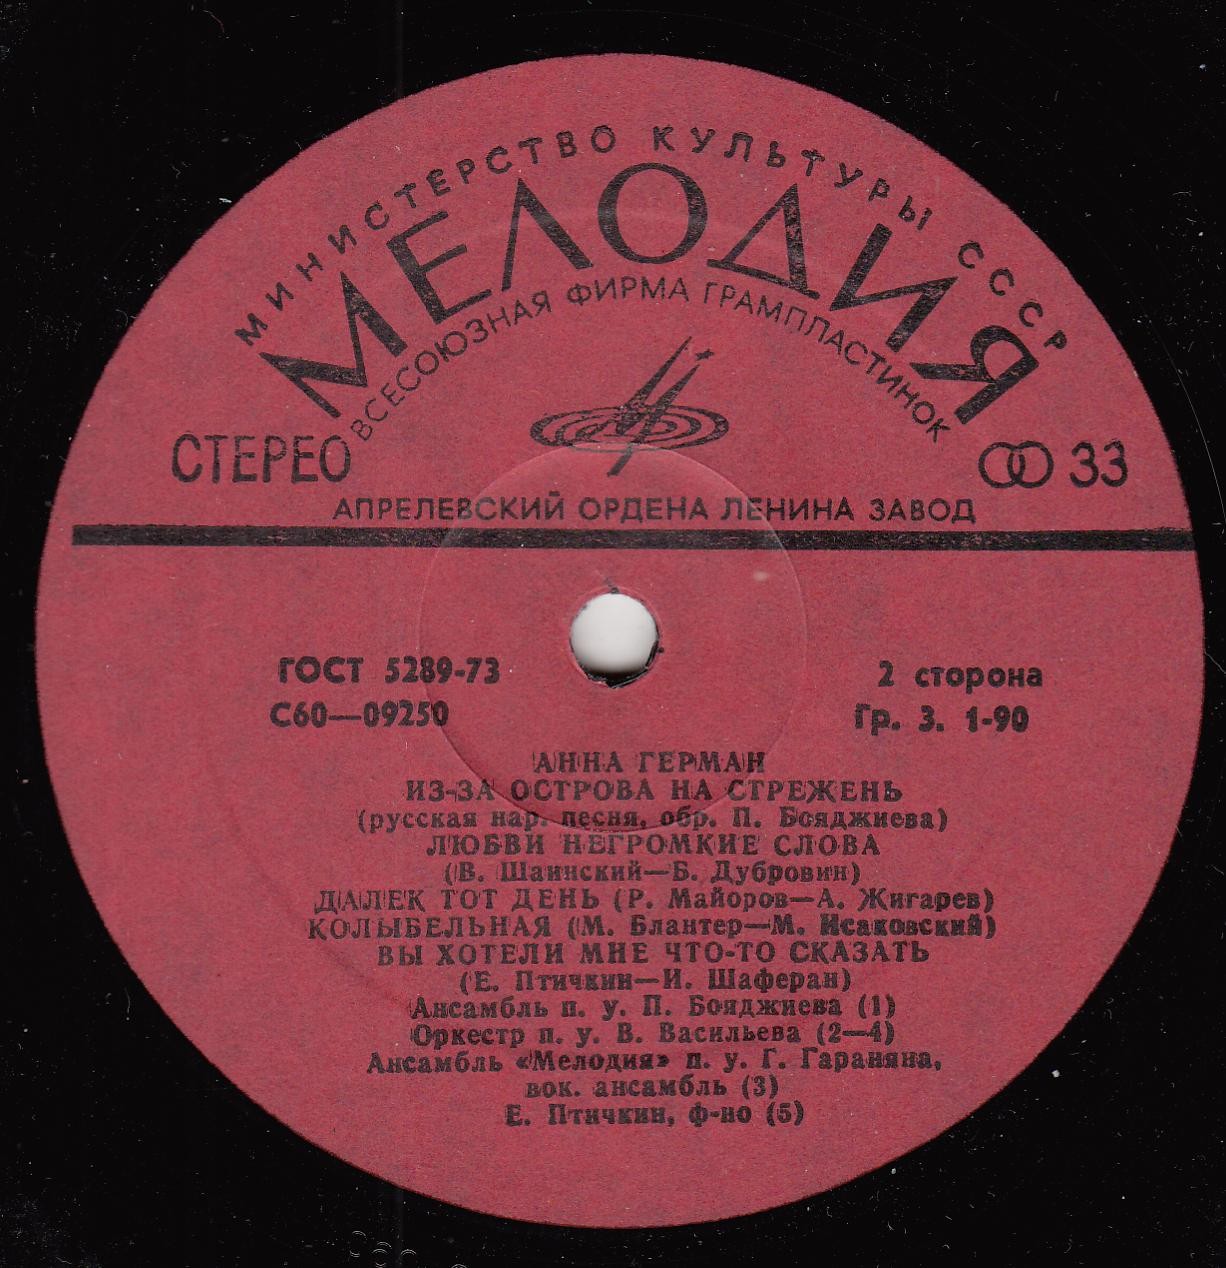 МИНИСТЕРСТВО КУЛЬТУРЫ СССР
МЕЛОДИЯ
ВСЕСОЮЗНАЯ ФИРМА ГРАМПЛАСТИНОК
СТЕРЕО
33
АПРЕЛЕВСКИЙ ОРДЕНА ЛЕНИНА ЗАВОД
ГОСТ 5289-73
2 сторона
С60—09250
Гр. 3. 1-90
АННА ГЕРМАН
ИЗ-ЗА ОСТРОВА НА СТРЕЖЕНЬ
(русская нар. песня, обр. П. Бояджиева)
ЛЮБВИ НЕГРОМКИЕ СЛОВА
(В. Шаинский—Б. Дубровин)
ДАЛЕК ТОТ ДЕНЬ (Р. Майоров—А. Жигарев)
КОЛЫБЕЛЬНАЯ (М. Блантер—М. Исаковский)
ВЫ ХОТЕЛИ МНЕ ЧТО-ТО СКАЗАТЬ
(Е. Птичкин—И. Шаферан)
Ансамбль п. у. П. Бояджиева (1)
Оркестр п. у. В. Васильева (2—4)
Ансамбль «Мелодия» п. у. Г. Гараняна,
вок. ансамбль (3)
Е. Птичкин, ф-но (5)